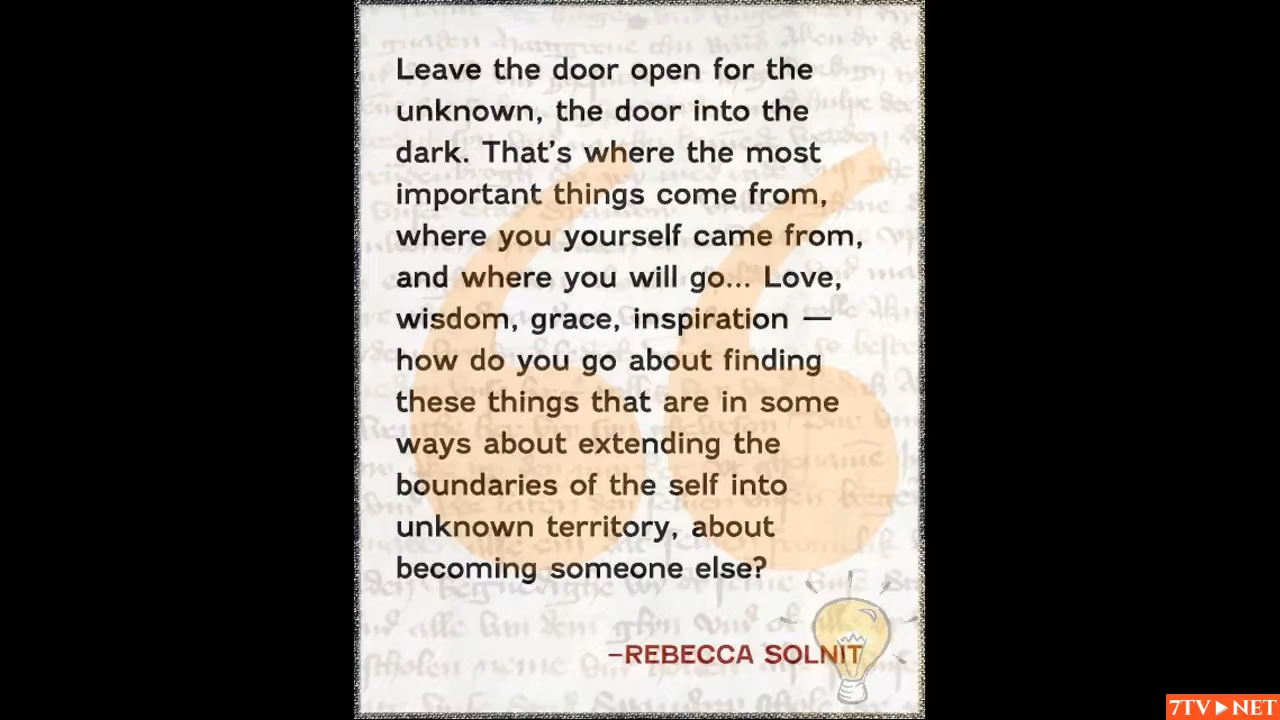 Leave the door open for the
unknown, the door into the
dark. That’s where the most
important things come from,
where you yourself came from,
and where you will go... Love,
wisdom, grace, inspiration —
how do you go about finding
these things that are in some
ways about extending the
boundaries of the self into
unknown territory, about
becoming someone else?
–REBECCA SOLNIT
7TV▶NET